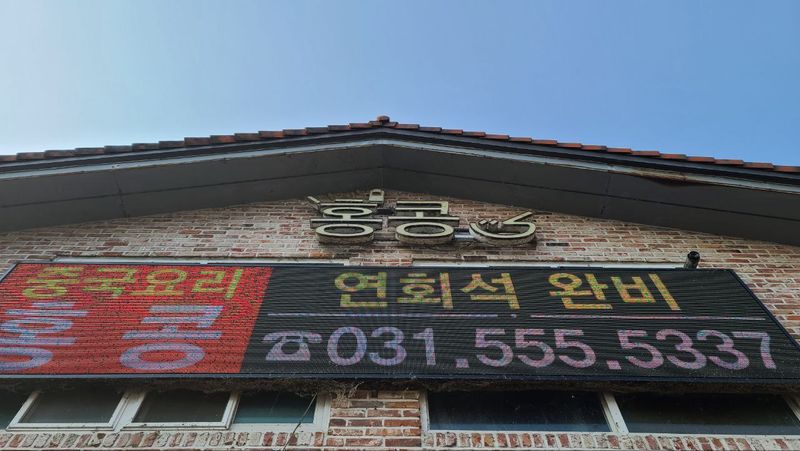 홍콩
중국요리
홍콩
연회석 완비
☎031.555.5337